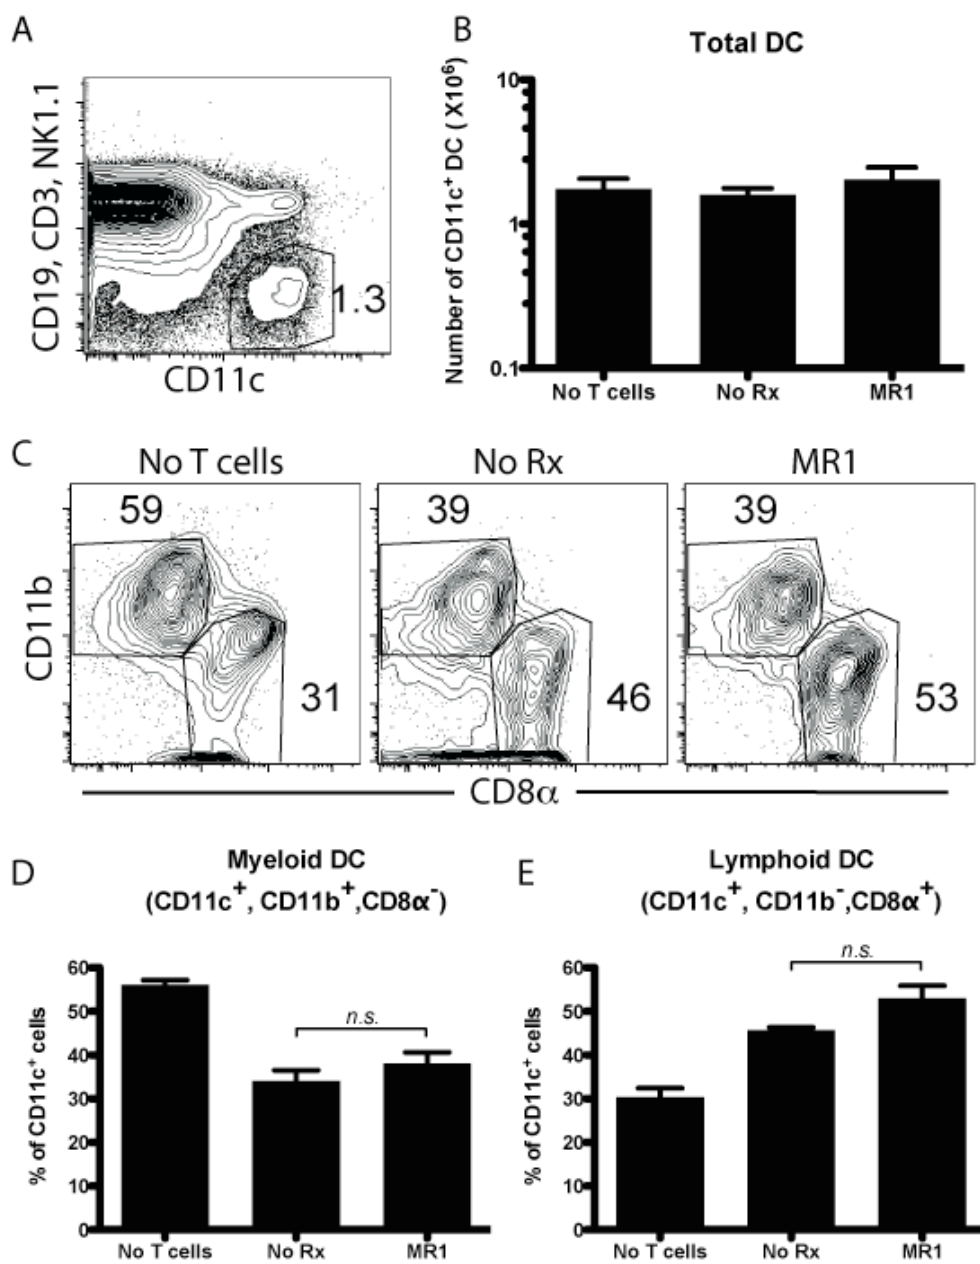 A
CD19, CD3, NK1.1
1.3
CD11c
B
Total DC
Number of CD11c⁺ DC ( X10⁶)
10
1
0.1
No T cells No Rx MR1
C
No T cells No Rx MR1
CD11b
59 39 39
31 46 53
CD8α
D
Myeloid DC
(CD11c⁺, CD11b⁺,CD8α⁻)
% of CD11c⁺ cells
60
50
40
30
20
10
0
n.s.
No T cells No Rx MR1
E
Lymphoid DC
(CD11c⁺, CD11b⁻,CD8α⁺)
% of CD11c⁺ cells
60
50
40
30
20
10
0
n.s.
No T cells No Rx MR1